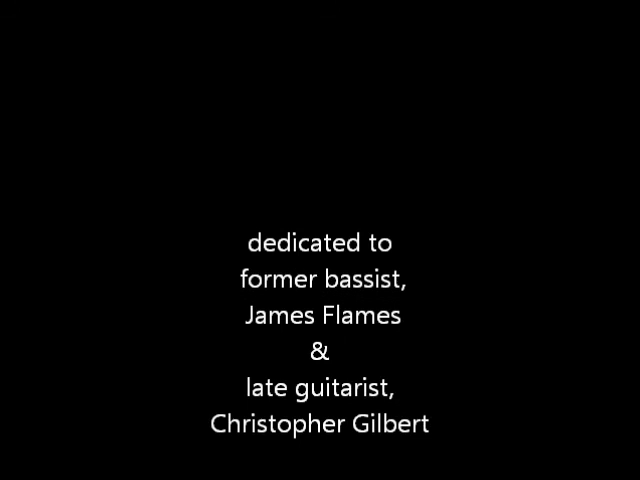 dedicated to
former bassist,
James Flames
&
late guitarist,
Christopher Gilbert